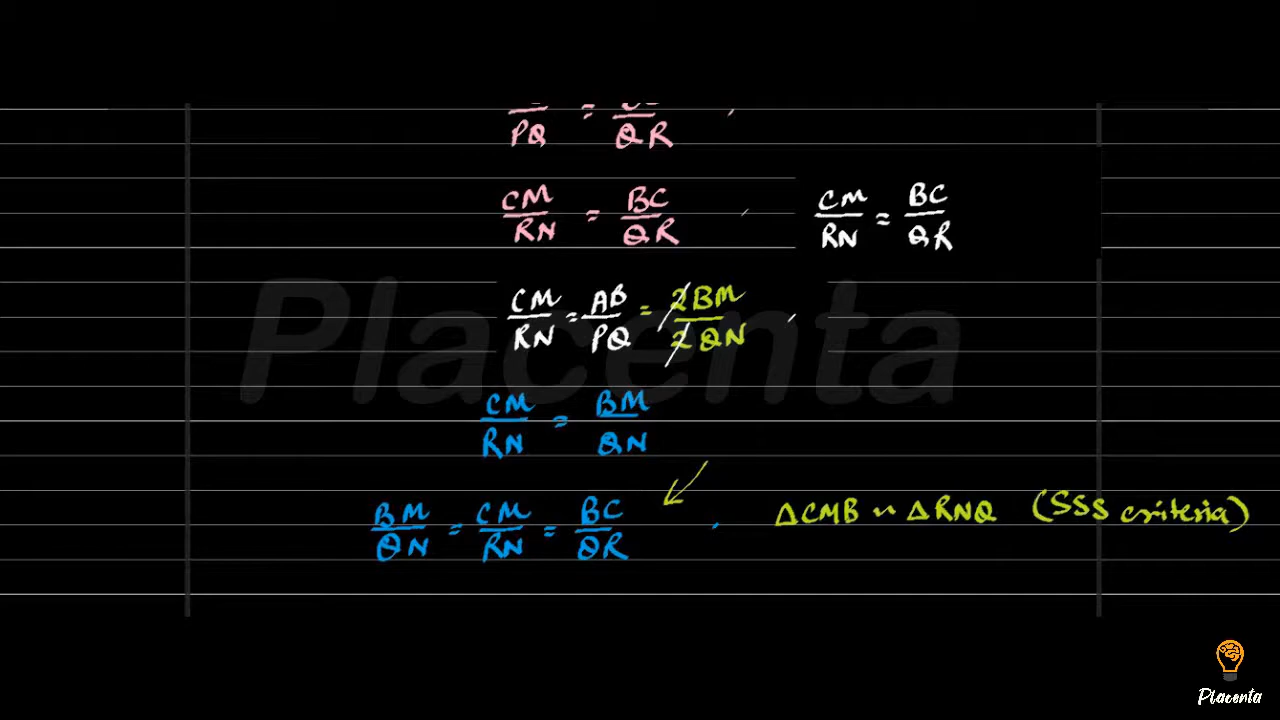 PQ = QR
CM/RN = BC/QR
CM/RN = BC/QR
CM/RN = AB/PQ = 2BM/2QN
CM/RN = BM/QN
BM/QN = CM/RN = BC/QR
ΔCMB ~ ΔRNQ (SSS criteria)
Placenta
Placenta